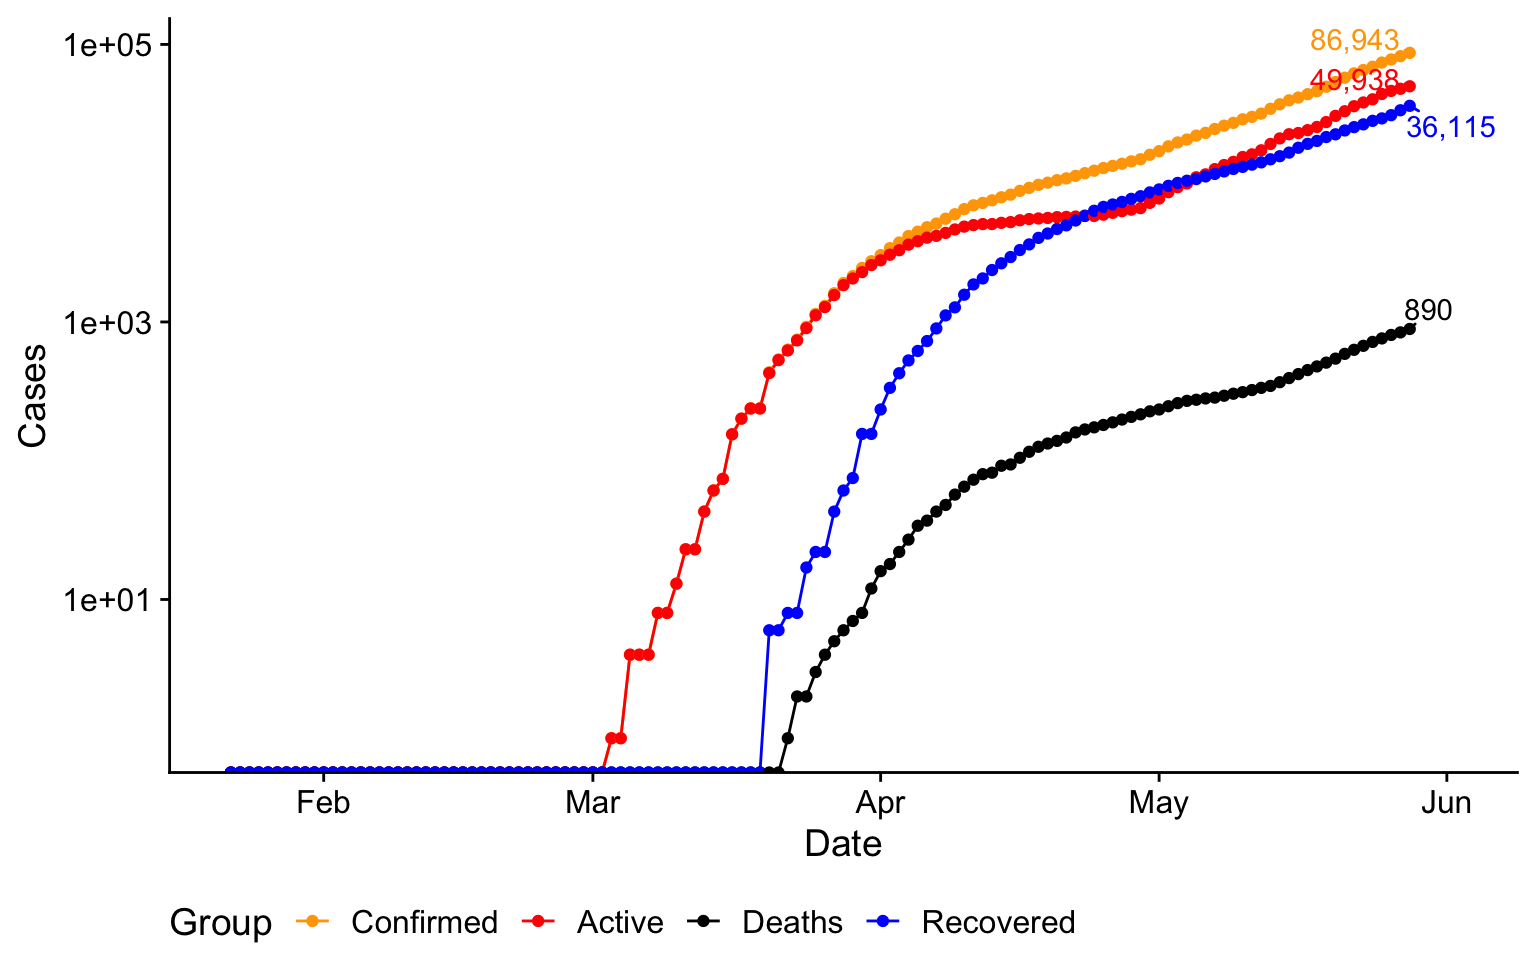 1e+05
1e+03
1e+01
Cases
86,943
49,938
36,115
890
Feb Mar Apr May Jun
Date
Group Confirmed Active Deaths Recovered